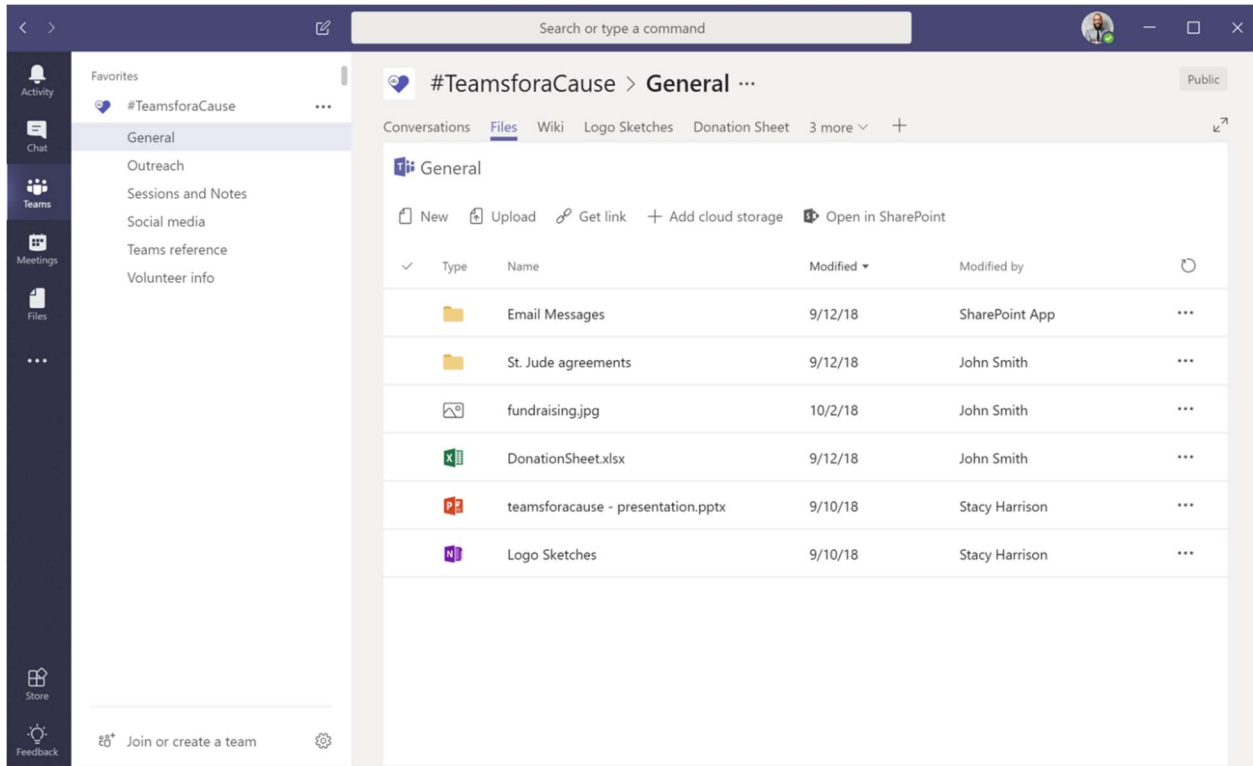 Search or type a command
Activity
Chat
Teams
Meetings
Files
Store
Feedback
Favorites
#TeamsforaCause
General
Outreach
Sessions and Notes
Social media
Teams reference
Volunteer info
Join or create a team
#TeamsforaCause > General
Public
Conversations Files Wiki Logo Sketches Donation Sheet 3 more
General
New Upload Get link Add cloud storage Open in SharePoint
Type Name Modified Modified by
Email Messages 9/12/18 SharePoint App
St. Jude agreements 9/12/18 John Smith
fundraising.jpg 10/2/18 John Smith
DonationSheet.xlsx 9/12/18 John Smith
teamsforacause - presentation.pptx 9/10/18 Stacy Harrison
Logo Sketches 9/10/18 Stacy Harrison